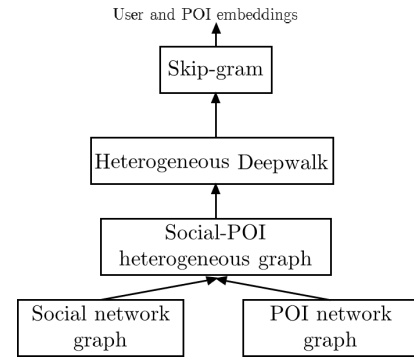 User and POI embeddings
Skip-gram
Heterogeneous Deepwalk
Social-POI
heterogeneous graph
Social network
graph
POI network
graph